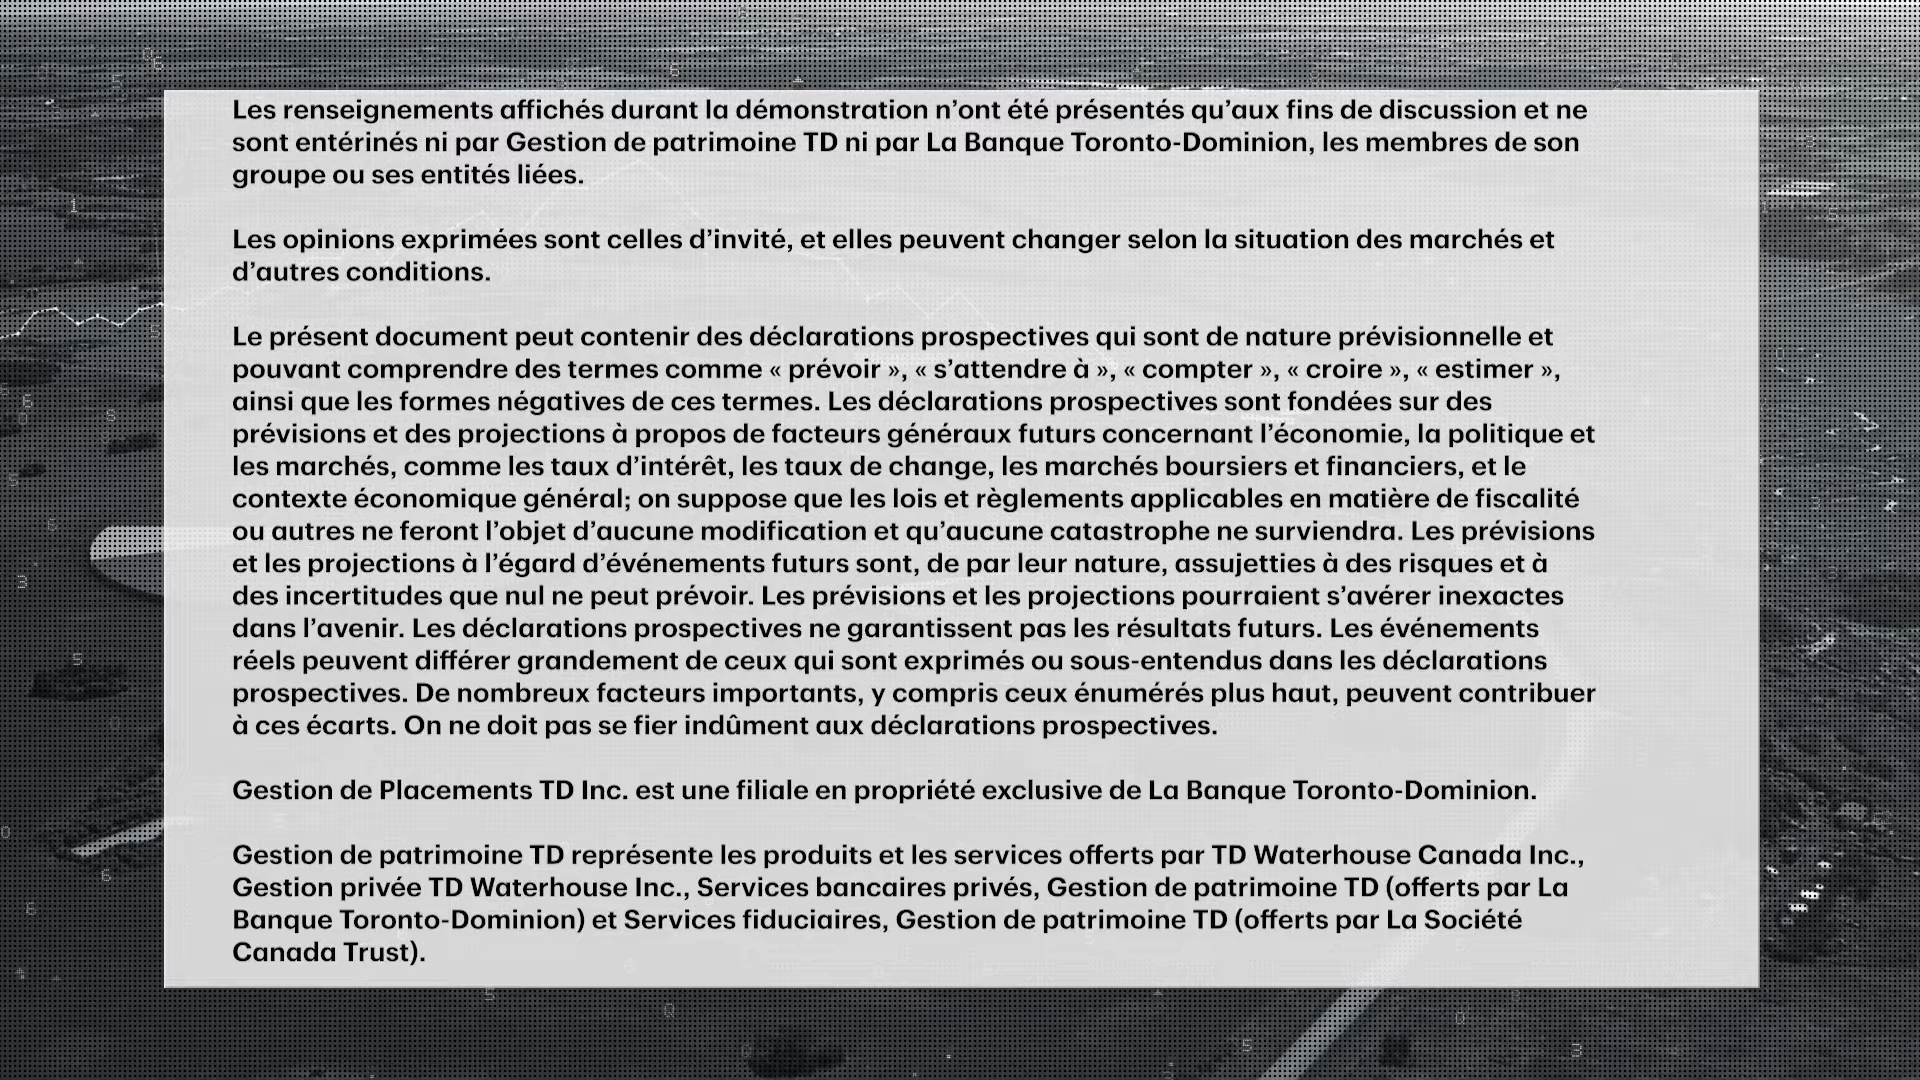 Les renseignements affichés durant la démonstration n’ont été présentés qu’aux fins de discussion et ne
sont entérinés ni par Gestion de patrimoine TD ni par La Banque Toronto-Dominion, les membres de son
groupe ou ses entités liées.
Les opinions exprimées sont celles d’invité, et elles peuvent changer selon la situation des marchés et
d’autres conditions.
Le présent document peut contenir des déclarations prospectives qui sont de nature prévisionnelle et
pouvant comprendre des termes comme « prévoir », « s’attendre à », « compter », « croire », « estimer »,
ainsi que les formes négatives de ces termes. Les déclarations prospectives sont fondées sur des
prévisions et des projections à propos de facteurs généraux futurs concernant l’économie, la politique et
les marchés, comme les taux d’intérêt, les taux de change, les marchés boursiers et financiers, et le
contexte économique général; on suppose que les lois et règlements applicables en matière de fiscalité
ou autres ne feront l’objet d’aucune modification et qu’aucune catastrophe ne surviendra. Les prévisions
et les projections à l’égard d’événements futurs sont, de par leur nature, assujetties à des risques et à
des incertitudes que nul ne peut prévoir. Les prévisions et les projections pourraient s’avérer inexactes
dans l’avenir. Les déclarations prospectives ne garantissent pas les résultats futurs. Les événements
réels peuvent différer grandement de ceux qui sont exprimés ou sous-entendus dans les déclarations
prospectives. De nombreux facteurs importants, y compris ceux énumérés plus haut, peuvent contribuer
à ces écarts. On ne doit pas se fier indûment aux déclarations prospectives.
Gestion de Placements TD Inc. est une filiale en propriété exclusive de La Banque Toronto-Dominion.
Gestion de patrimoine TD représente les produits et les services offerts par TD Waterhouse Canada Inc.,
Gestion privée TD Waterhouse Inc., Services bancaires privés, Gestion de patrimoine TD (offerts par La
Banque Toronto-Dominion) et Services fiduciaires, Gestion de patrimoine TD (offerts par La Société
Canada Trust).